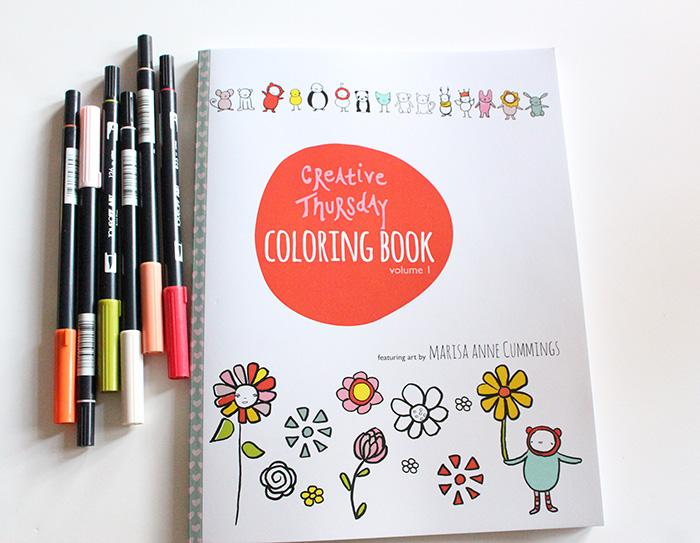 Creative
Thursday
COLORING BOOK
volume 1
featuring art by MARISA ANNE CUMMINGS